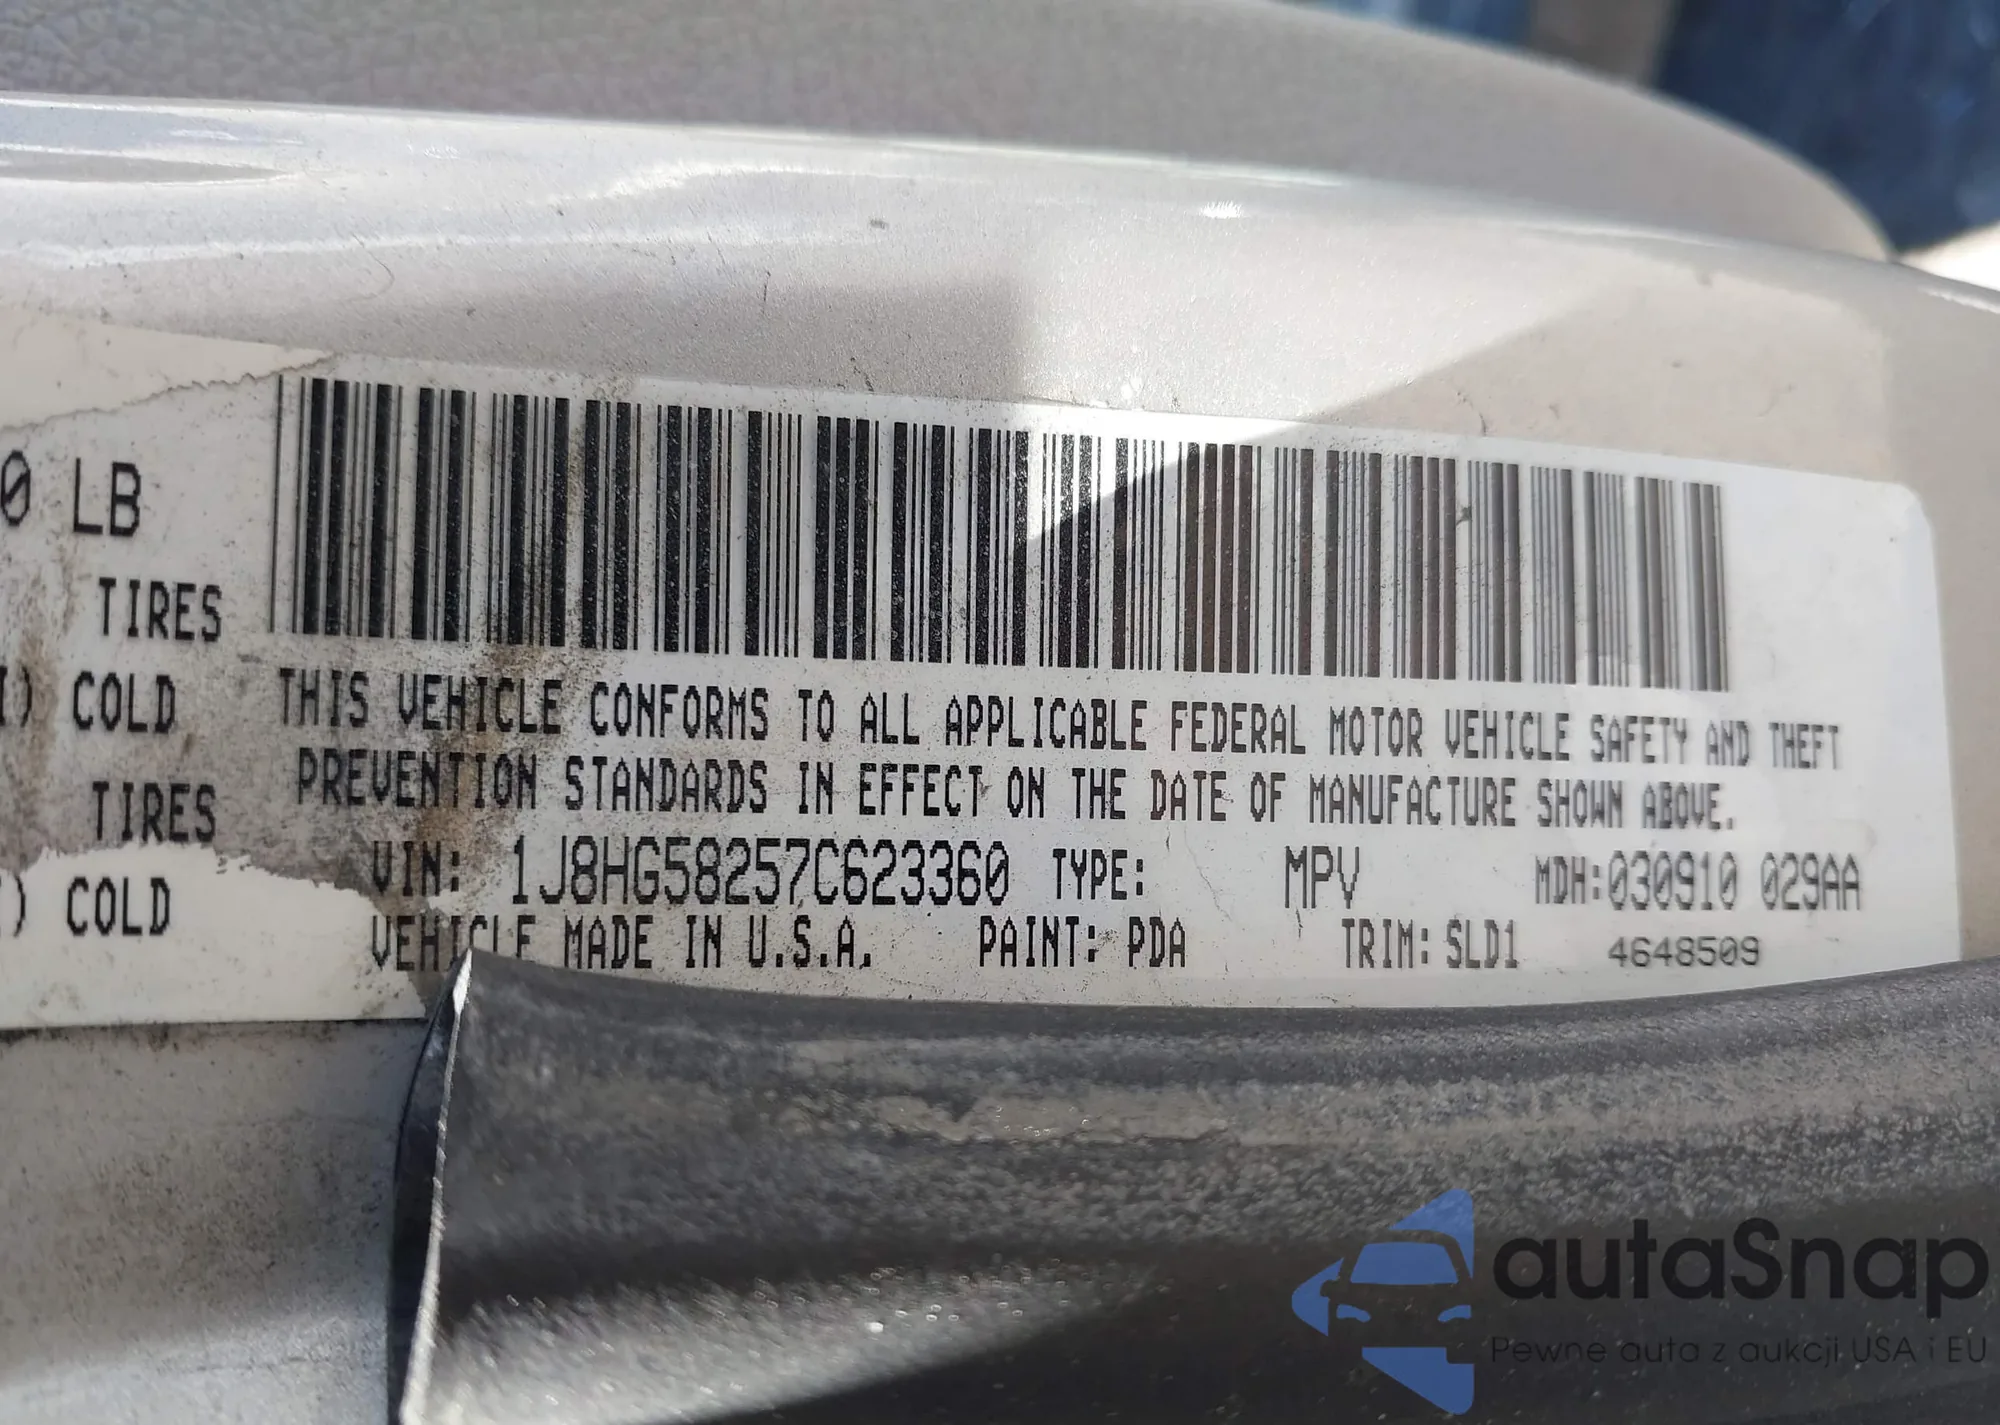 0 LB
TIRES
I) COLD
TIRES
) COLD
THIS VEHICLE CONFORMS TO ALL APPLICABLE FEDERAL MOTOR VEHICLE SAFETY AND THEFT
PREVENTION STANDARDS IN EFFECT ON THE DATE OF MANUFACTURE SHOWN ABOVE.
VIN: 1J8HG58257C623360 TYPE: MPV MDH:030910 029AA
VEHICLE MADE IN U.S.A. PAINT: PDA TRIM: SLD1 4648509
autaSnap
Pewne auta z aukcji USA i EU